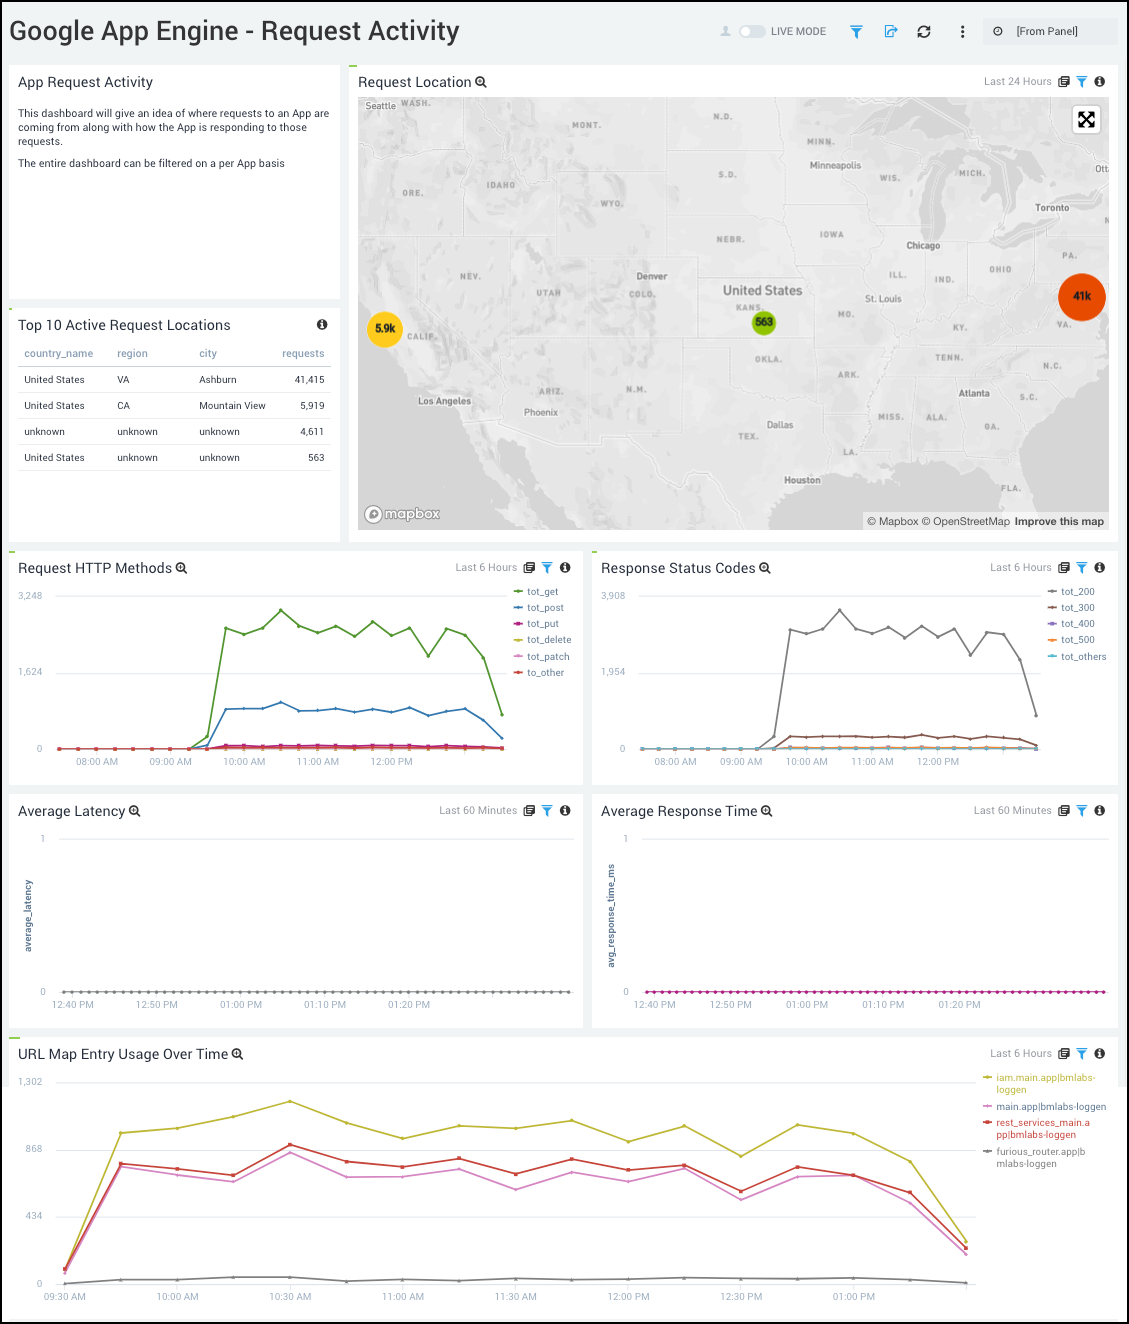 Google App Engine - Request Activity
LIVE MODE
[From Panel]
App Request Activity
This dashboard will give an idea of where requests to an App are
coming from along with how the App is responding to those
requests.
The entire dashboard can be filtered on a per App basis
Request Location
Last 24 Hours
Seattle
WASH.
MONT.
N.D.
MINN.
Minneapolis
Ott
S.D.
WIS.
MICH.
ORE.
IDAHO
WYO.
Toronto
N
IOWA
NEBR.
Chicago
PA.
NEV.
Denver
OHIO
ILL.
IND.
UTAH
COLO.
United States
St. Louis
41k
KANS.
MO.
5.9k
563
KY.
VA.
CALIF.
OKLA.
TENN.
N.C.
ARK.
ARIZ.
N.M.
Atlanta
S.C.
Los Angeles
Phoenix
MISS.
ALA.
GA.
Dallas
TEX.
LA.
Houston
FLA.
mapbox
© Mapbox © OpenStreetMap Improve this map
Top 10 Active Request Locations
country_name region city requests
United States VA Ashburn 41,415
United States CA Mountain View 5,919
unknown unknown unknown 4,611
United States unknown unknown 563
Request HTTP Methods
Last 6 Hours
3,248
1,624
0
08:00 AM 09:00 AM 10:00 AM 11:00 AM 12:00 PM
tot_get
tot_post
tot_put
tot_delete
tot_patch
to_other
Response Status Codes
Last 6 Hours
3,908
1,954
0
08:00 AM 09:00 AM 10:00 AM 11:00 AM 12:00 PM
tot_200
tot_300
tot_400
tot_500
tot_others
Average Latency
Last 60 Minutes
1
average_latency
0
12:40 PM 12:50 PM 01:00 PM 01:10 PM 01:20 PM
Average Response Time
Last 60 Minutes
1
avg_response_time_ms
0
12:40 PM 12:50 PM 01:00 PM 01:10 PM 01:20 PM
URL Map Entry Usage Over Time
Last 6 Hours
1,302
868
434
0
09:30 AM 10:00 AM 10:30 AM 11:00 AM 11:30 AM 12:00 PM 12:30 PM 01:00 PM
iam.main.app|bmlabs-
loggen
main.app|bmlabs-loggen
rest_services_main.a
pp|bmlabs-loggen
furious_router.app|b
mlabs-loggen